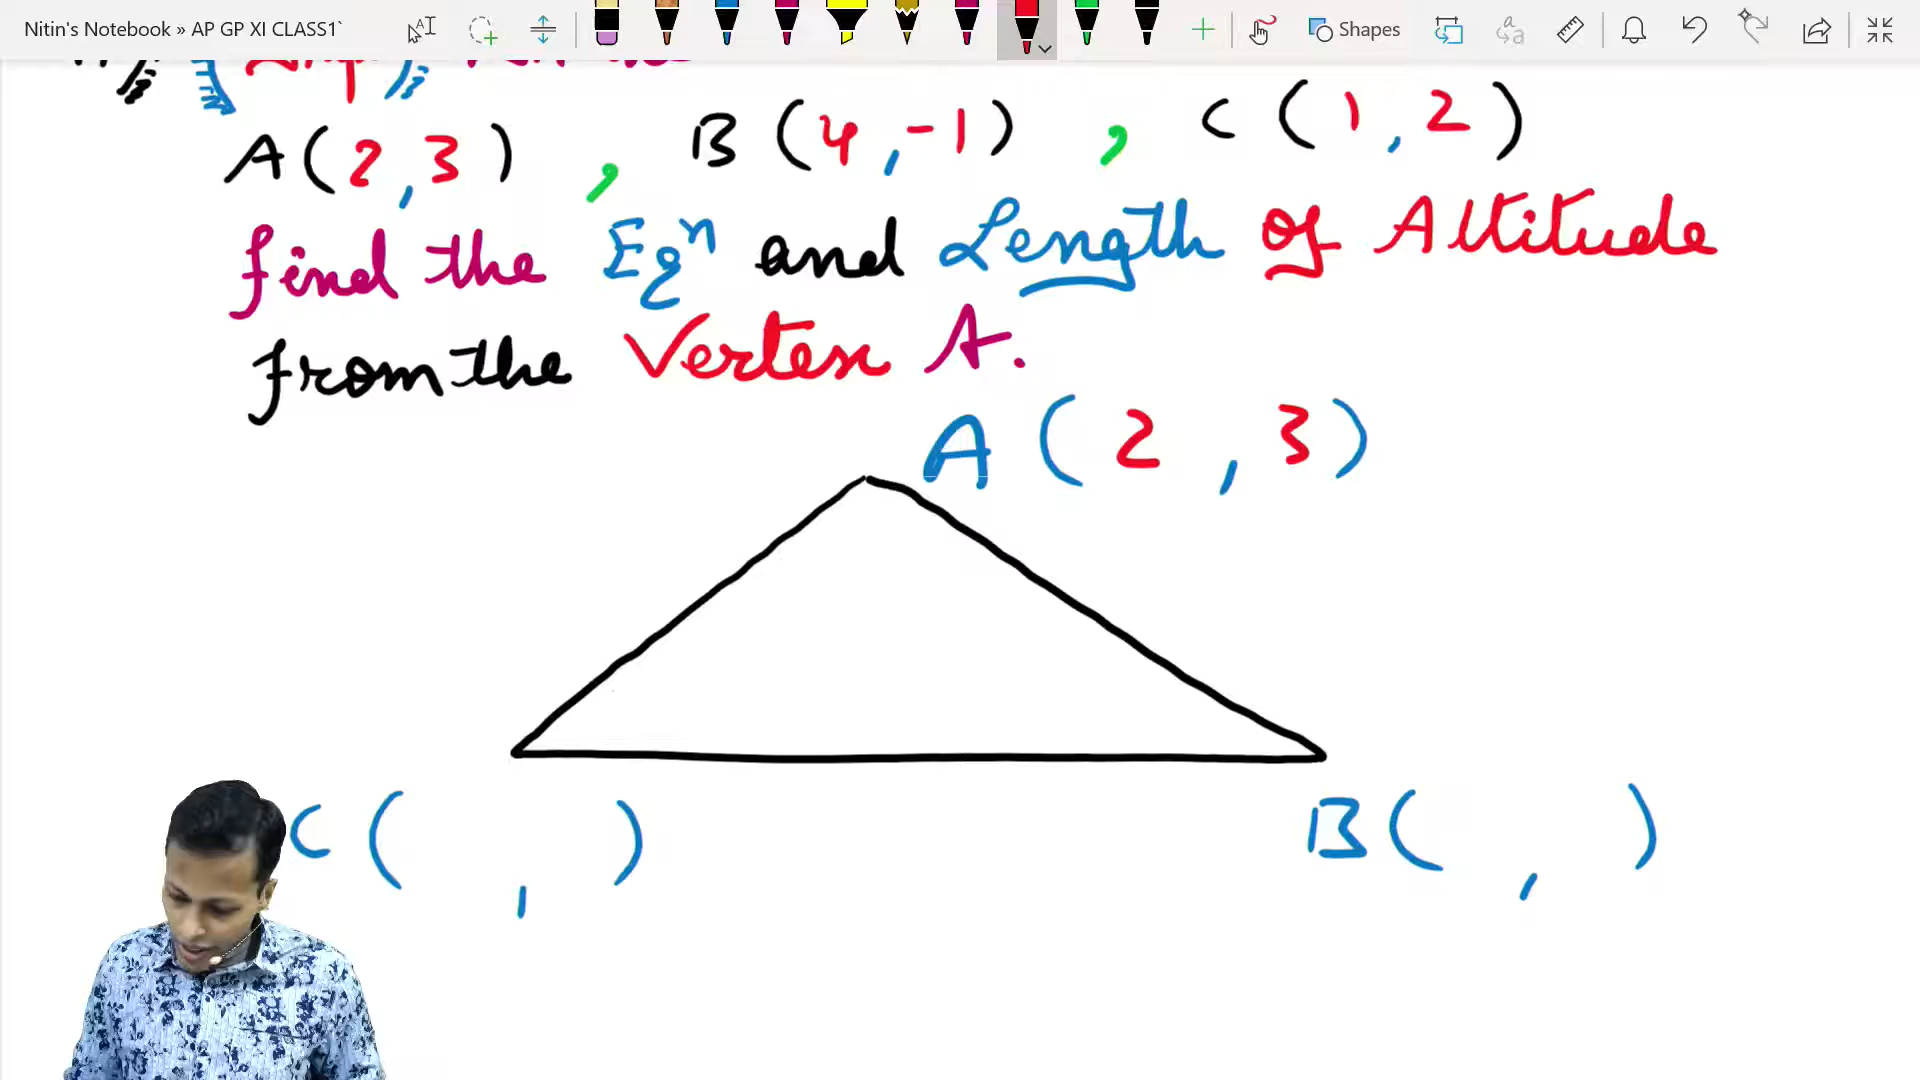 Nitin's Notebook » AP GP XI CLASS1`
Shapes
A(2,3) , B(4,-1) , C(1,2)
find the Eqⁿ and Length of Altitude
from the Vertex A.
A(2,3)
C( , )
B( , )